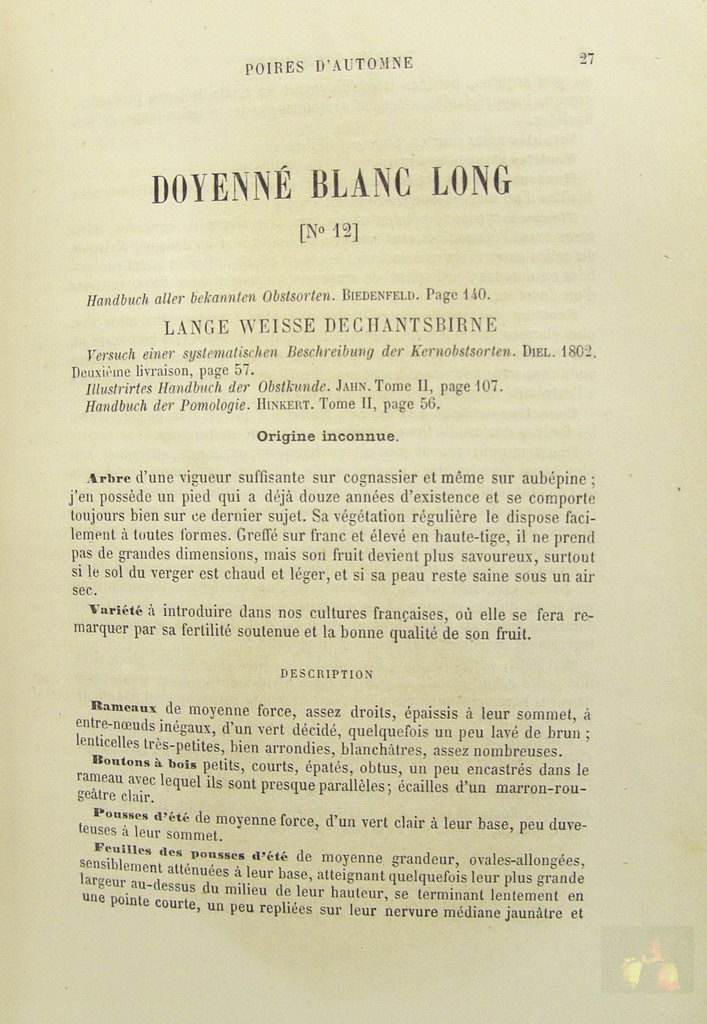 POIRES D'AUTOMNE 27
DOYENNÉ BLANC LONG
[No 12]
Handbuch aller bekannten Obstsorten. BIEDENFELD. Page 140.
LANGE WEISSE DECHANTSBIRNE
Versuch einer systematischen Beschreibung der Kernobstsorten. DIEL. 1802.
Deuxième livraison, page 57.
Illustrirtes Handbuch der Obstkunde. JAHN. Tome II, page 107.
Handbuch der Pomologie. HINKERT. Tome II, page 56.
Origine inconnue.
Arbre d'une vigueur suffisante sur cognassier et même sur aubépine ;
j'en possède un pied qui a déjà douze années d'existence et se comporte
toujours bien sur ce dernier sujet. Sa végétation régulière le dispose faci-
lement à toutes formes. Greffé sur franc et élevé en haute-tige, il ne prend
pas de grandes dimensions, mais son fruit devient plus savoureux, surtout
si le sol du verger est chaud et léger, et si sa peau reste saine sous un air
sec.
Variété à introduire dans nos cultures françaises, où elle se fera re-
marquer par sa fertilité soutenue et la bonne qualité de son fruit.
DESCRIPTION
Rameaux de moyenne force, assez droits, épaissis à leur sommet, à
entre-nœuds inégaux, d'un vert décidé, quelquefois un peu lavé de brun ;
lenticelles très-petites, bien arrondies, blanchâtres, assez nombreuses.
Boutons à bois petits, courts, épatés, obtus, un peu encastrés dans le
rameau avec lequel ils sont presque parallèles; écailles d'un marron-rou-
geâtre clair.
Pousses d'été de moyenne force, d'un vert clair à leur base, peu duve-
teuses à leur sommet.
Feuilles des pousses d'été de moyenne grandeur, ovales-allongées,
sensiblement atténuées à leur base, atteignant quelquefois leur plus grande
largeur au-dessus du milieu de leur hauteur, se terminant lentement en
une pointe courte, un peu repliées sur leur nervure médiane jaunâtre et